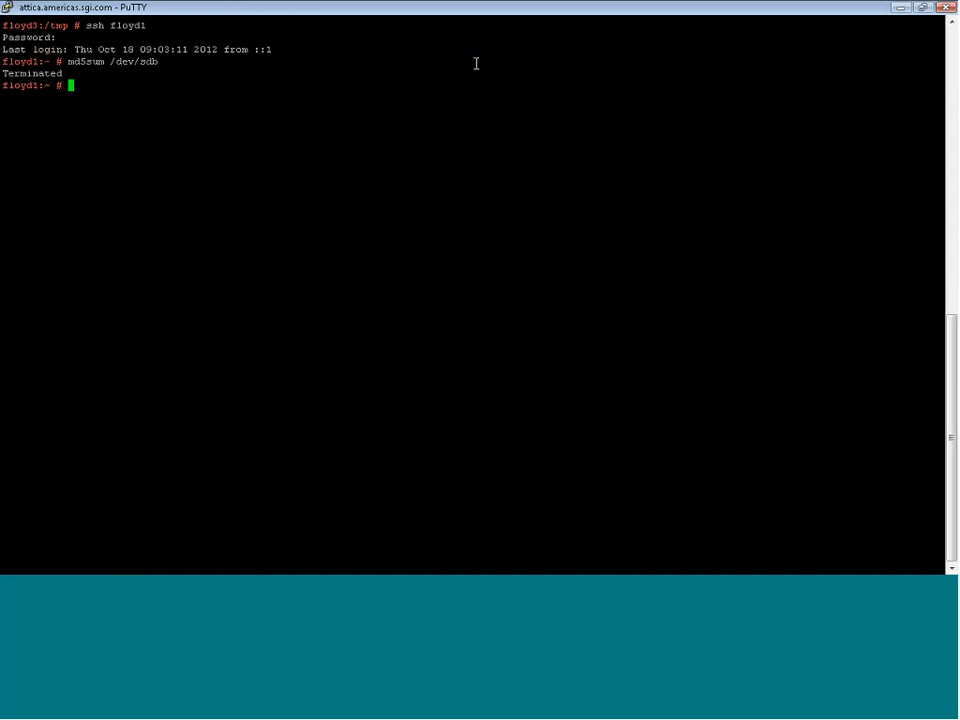 attica.americas.sgi.com - PuTTY
floyd3:/tmp # ssh floyd1
Password:
Last login: Thu Oct 18 09:03:11 2012 from ::1
floyd1:~ # md5sum /dev/sdb
Terminated
floyd1:~ #